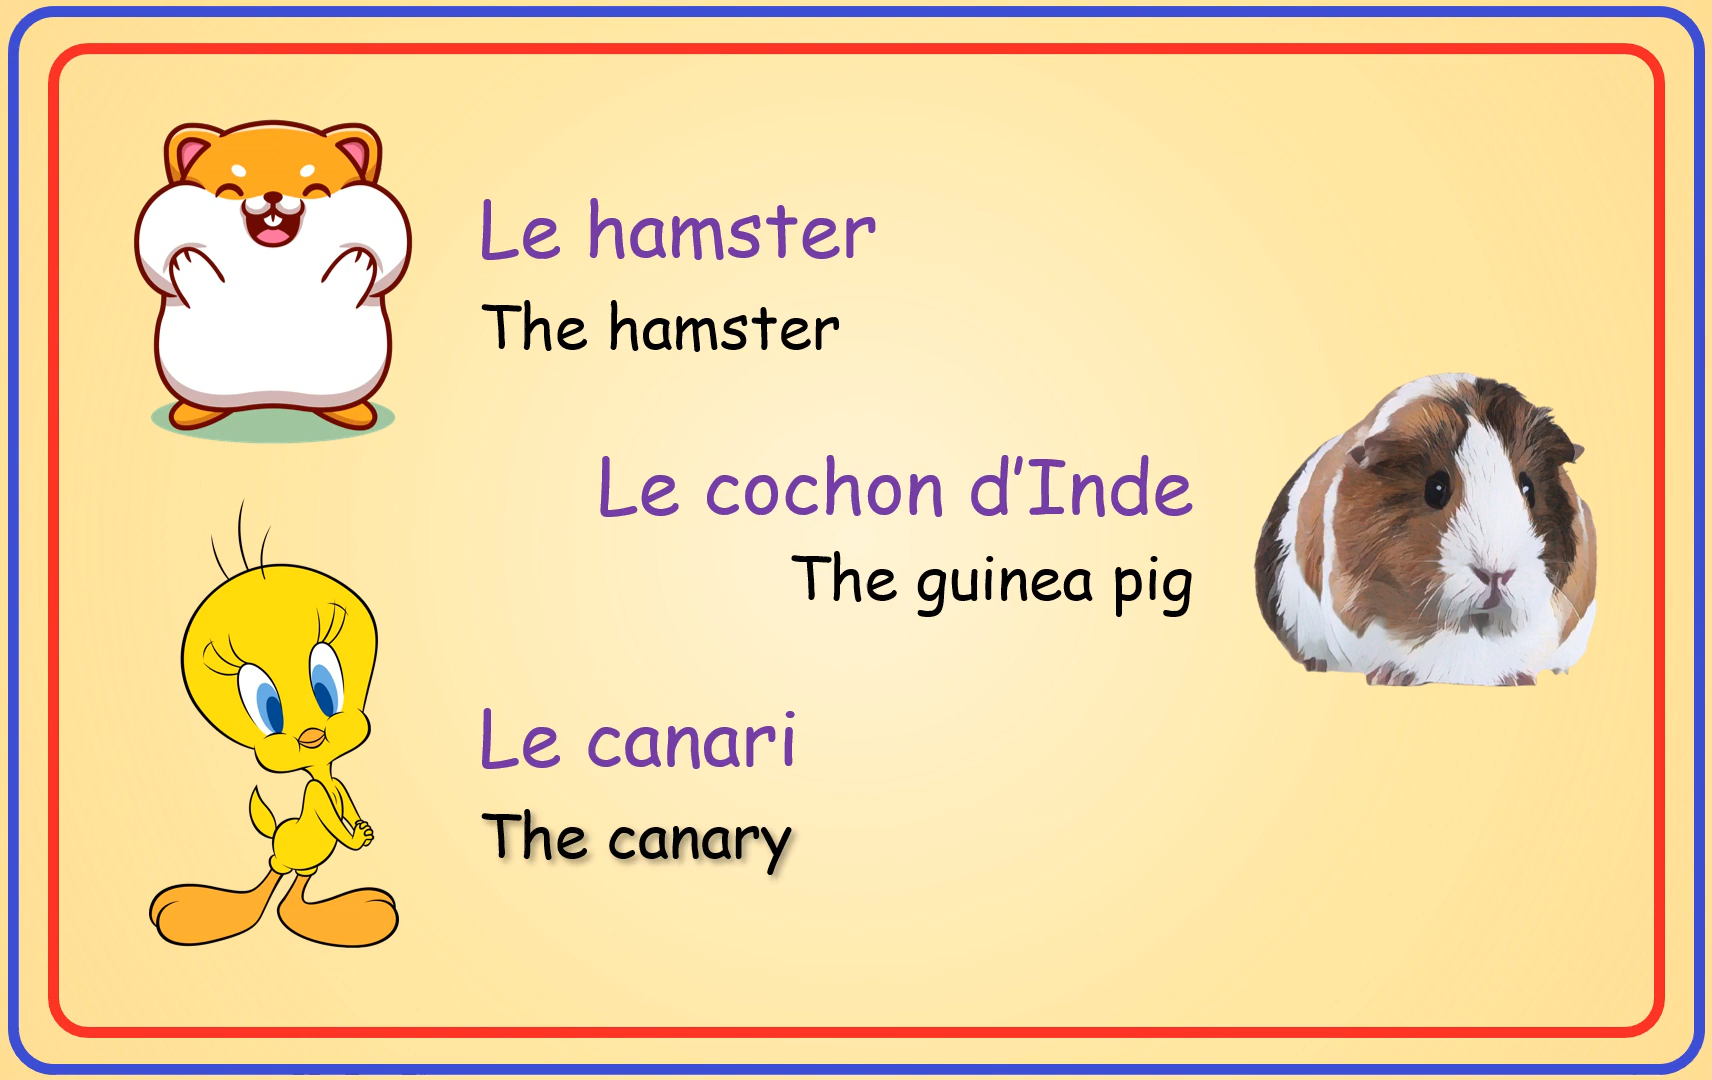 Le hamster
The hamster
Le cochon d’Inde
The guinea pig
Le canari
The canary